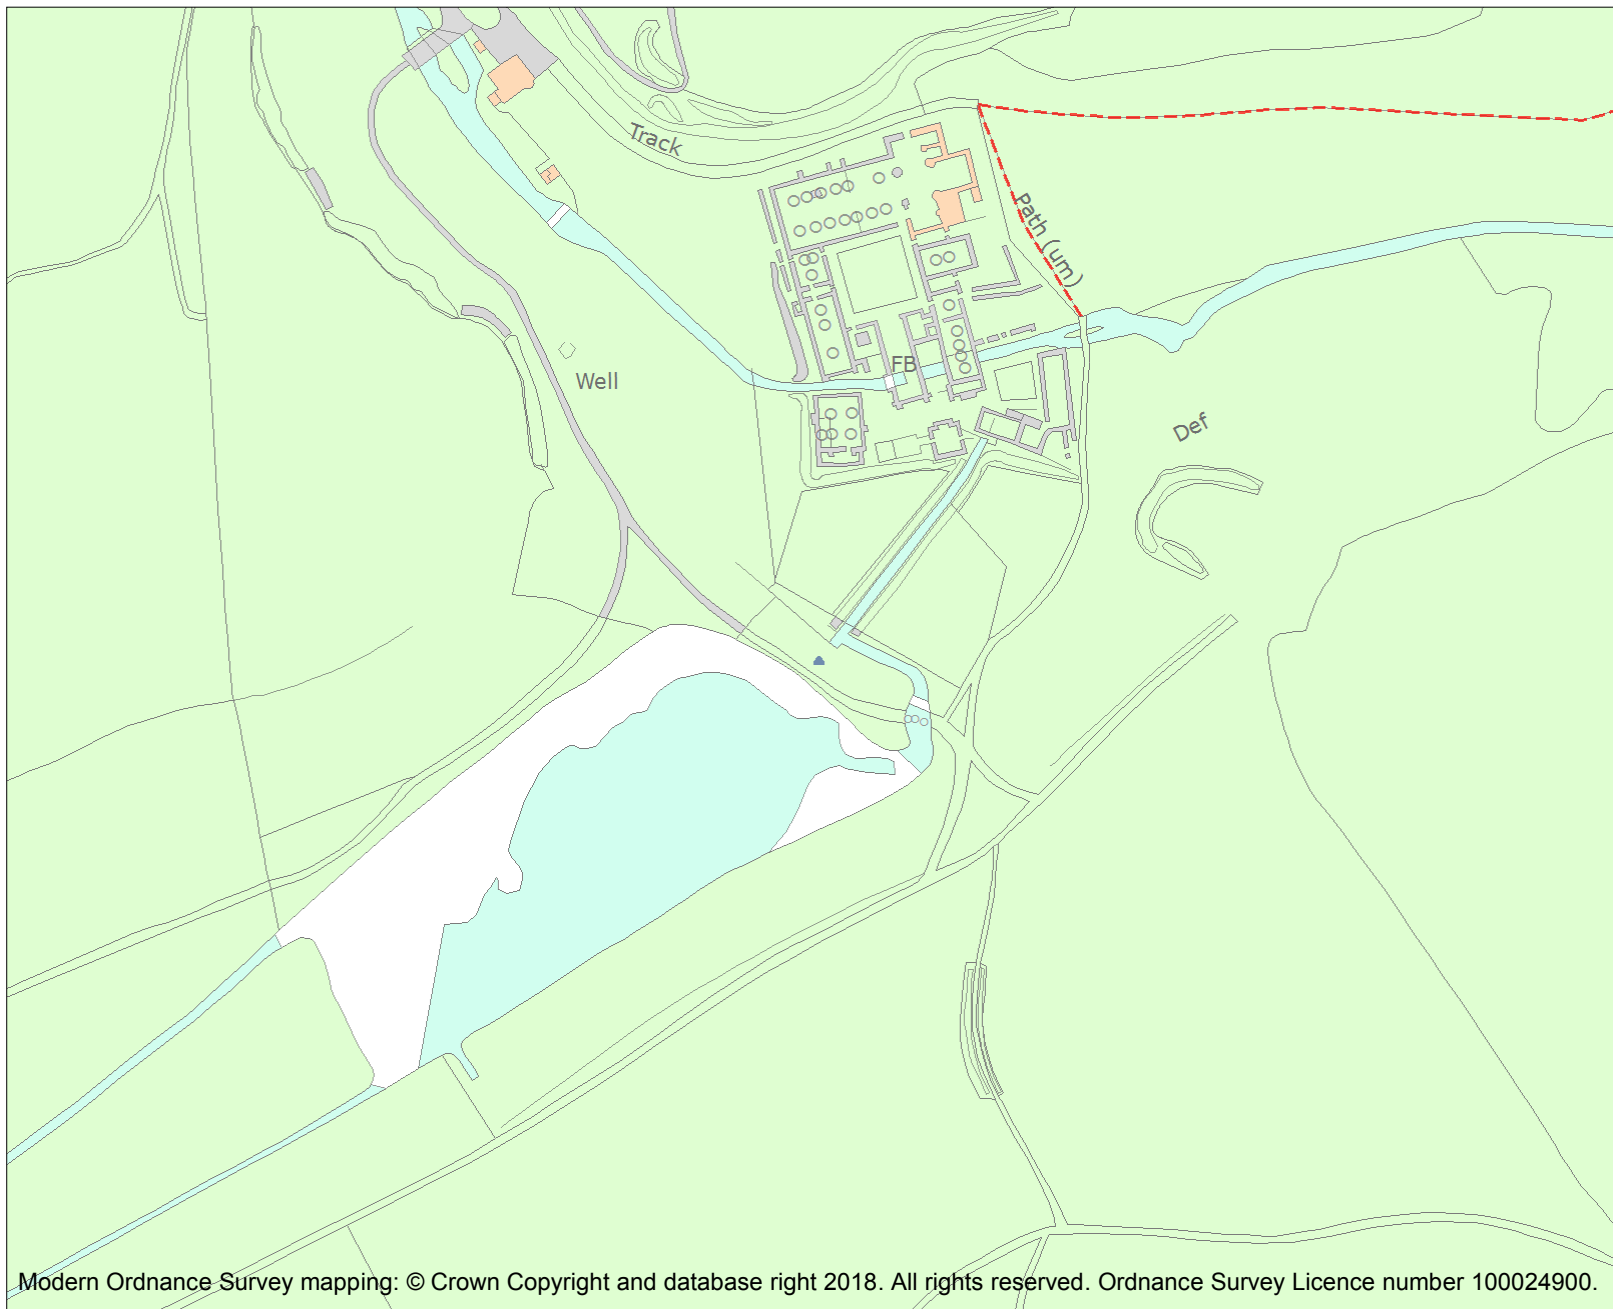 Track
Path (um)
FB
Well
Def
Modern Ordnance Survey mapping: © Crown Copyright and database right 2018. All rights reserved. Ordnance Survey Licence number 100024900.